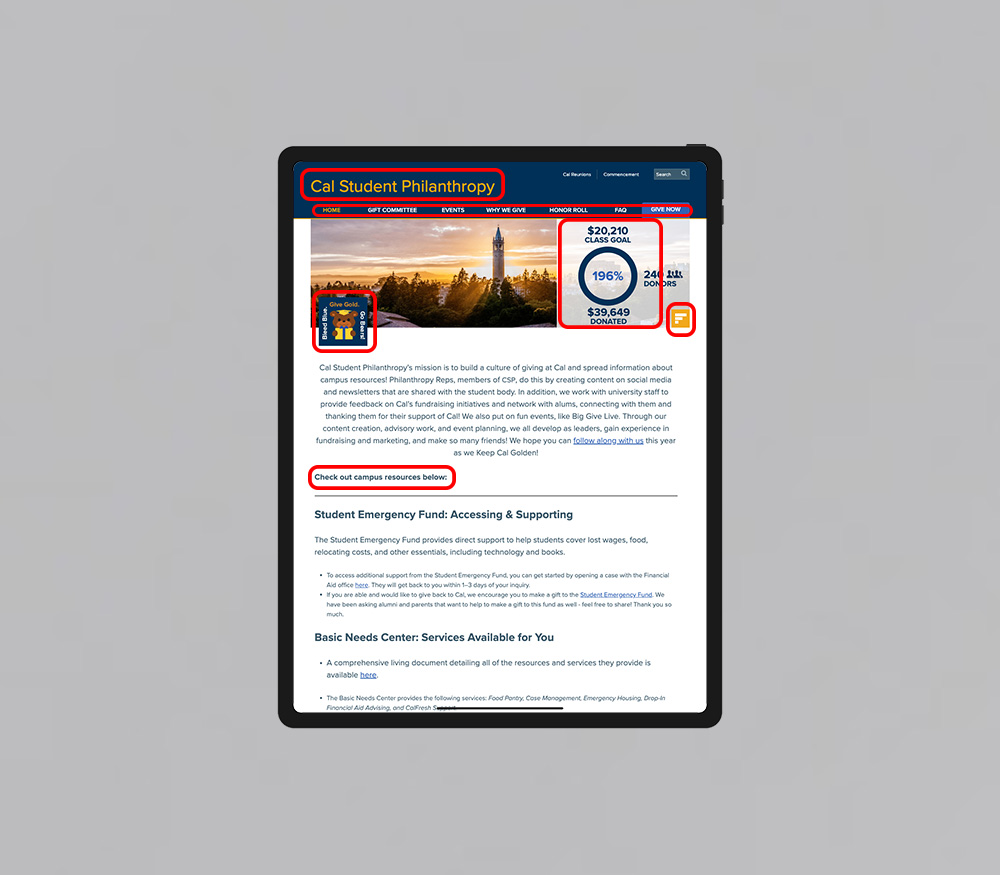 Cal Reunions
Commencement
Search
Cal Student Philanthropy
HOME
GIFT COMMITTEE
EVENTS
WHY WE GIVE
HONOR ROLL
FAQ
GIVE NOW
$20,210
CLASS GOAL
196%
240
DONORS
$39,649
DONATED
Give Gold.
Bleed Blue.
Go Bears!
Cal Student Philanthropy's mission is to build a culture of giving at Cal and spread information about
campus resources! Philanthropy Reps, members of CSP, do this by creating content on social media
and newsletters that are shared with the student body. In addition, we work with university staff to
provide feedback on Cal's fundraising initiatives and network with alums, connecting with them and
thanking them for their support of Cal! We also put on fun events, like Big Give Live. Through our
content creation, advisory work, and event planning, we all develop as leaders, gain experience in
fundraising and marketing, and make so many friends! We hope you can follow along with us this year
as we Keep Cal Golden!
Check out campus resources below:
Student Emergency Fund: Accessing & Supporting
The Student Emergency Fund provides direct support to help students cover lost wages, food,
relocating costs, and other essentials, including technology and books.
• To access additional support from the Student Emergency Fund, you can get started by opening a case with the Financial
Aid office here. They will get back to you within 1–3 days of your inquiry.
• If you are able and would like to give back to Cal, we encourage you to make a gift to the Student Emergency Fund. We
have been asking alumni and parents that want to help to make a gift to this fund as well - feel free to share! Thank you so
much.
Basic Needs Center: Services Available for You
• A comprehensive living document detailing all of the resources and services they provide is
available here.
• The Basic Needs Center provides the following services: Food Pantry, Case Management, Emergency Housing, Drop-In
Financial Aid Advising, and CalFresh Support.